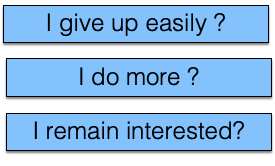 I give up easily ?
I do more ?
I remain interested?